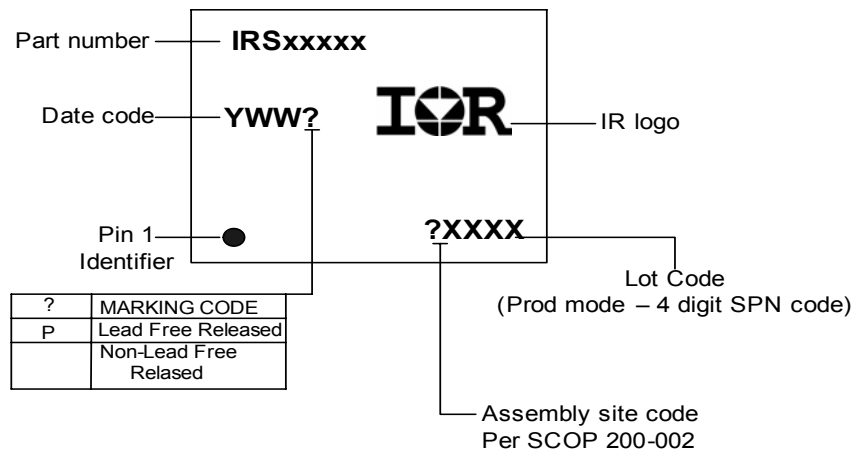 Part number
IRSxxxxx
Date code
YWW?
IOR
IR logo
Pin 1
Identifier
?XXXX
Lot Code
(Prod mode – 4 digit SPN code)
? MARKING CODE
P Lead Free Released
Non-Lead Free
Relased
Assembly site code
Per SCOP 200-002